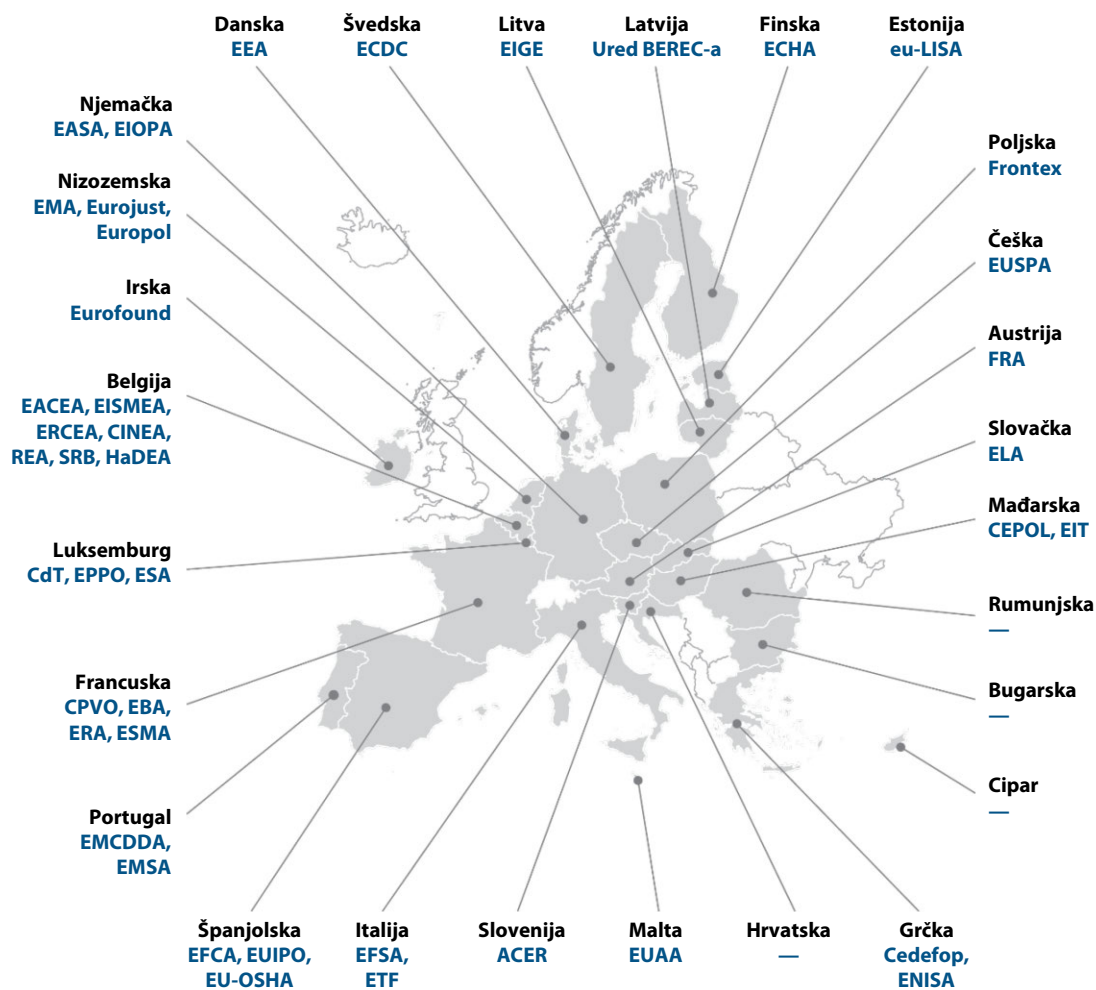 Danska
EEA
Švedska
ECDC
Litva
EIGE
Latvija
Ured BEREC-a
Finska
ECHA
Estonija
eu-LISA
Njemačka
EASA, EIOPA
Nizozemska
EMA, Eurojust,
Europol
Irska
Eurofound
Belgija
EACEA, EISMEA,
ERCEA, CINEA,
REA, SRB, HaDEA
Luksemburg
CdT, EPPO, ESA
Francuska
CPVO, EBA,
ERA, ESMA
Portugal
EMCDDA,
EMSA
Poljska
Frontex
Češka
EUSPA
Austrija
FRA
Slovačka
ELA
Mađarska
CEPOL, EIT
Rumunjska
—
Bugarska
—
Cipar
—
Španjolska
EFCA, EUIPO,
EU-OSHA
Italija
EFSA,
ETF
Slovenija
ACER
Malta
EUAA
Hrvatska
—
Grčka
Cedefop,
ENISA